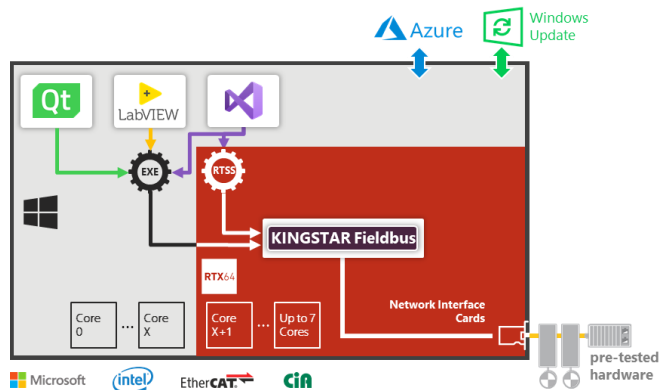 Azure
Windows
Update
Qt
LabVIEW
EXE
RTSS
KINGSTAR Fieldbus
RTX64
Core
0
...
Core
X
Core
X+1
...
Up to 7
Cores
Network Interface
Cards
pre-tested
hardware
Microsoft
intel
EtherCAT
CiA